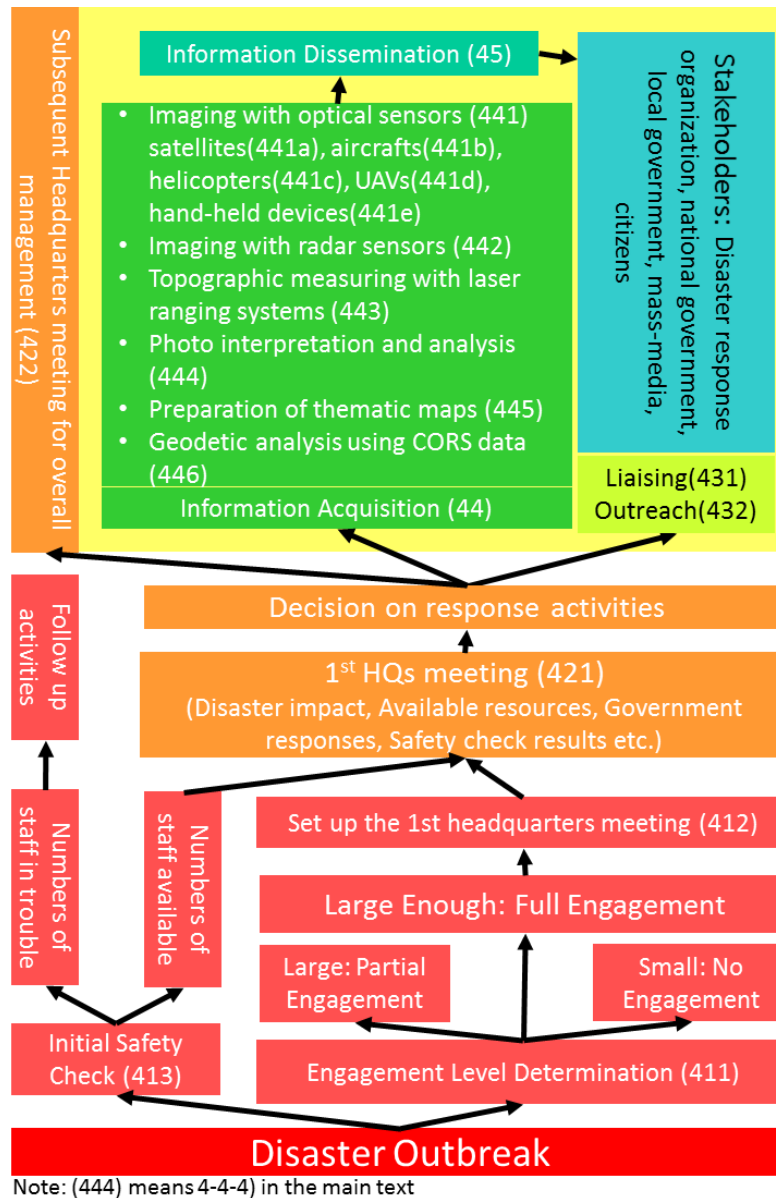 Subsequent Headquarters meeting for overall
management (422)
Information Dissemination (45)
• Imaging with optical sensors (441)
satellites(441a), aircrafts(441b),
helicopters(441c), UAVs(441d),
hand-held devices(441e)
• Imaging with radar sensors (442)
• Topographic measuring with laser
ranging systems (443)
• Photo interpretation and analysis
(444)
• Preparation of thematic maps (445)
• Geodetic analysis using CORS data
(446)
Information Acquisition (44)
Stakeholders: Disaster response
organization, national government,
local government, mass-media,
citizens
Liaising(431)
Outreach(432)
Decision on response activities
Follow up
activities
1st HQs meeting (421)
(Disaster impact, Available resources, Government
responses, Safety check results etc.)
Numbers of
staff in trouble
Numbers of
staff available
Set up the 1st headquarters meeting (412)
Large Enough: Full Engagement
Large: Partial
Engagement
Small: No
Engagement
Initial Safety
Check (413)
Engagement Level Determination (411)
Disaster Outbreak
Note: (444) means 4-4-4) in the main text